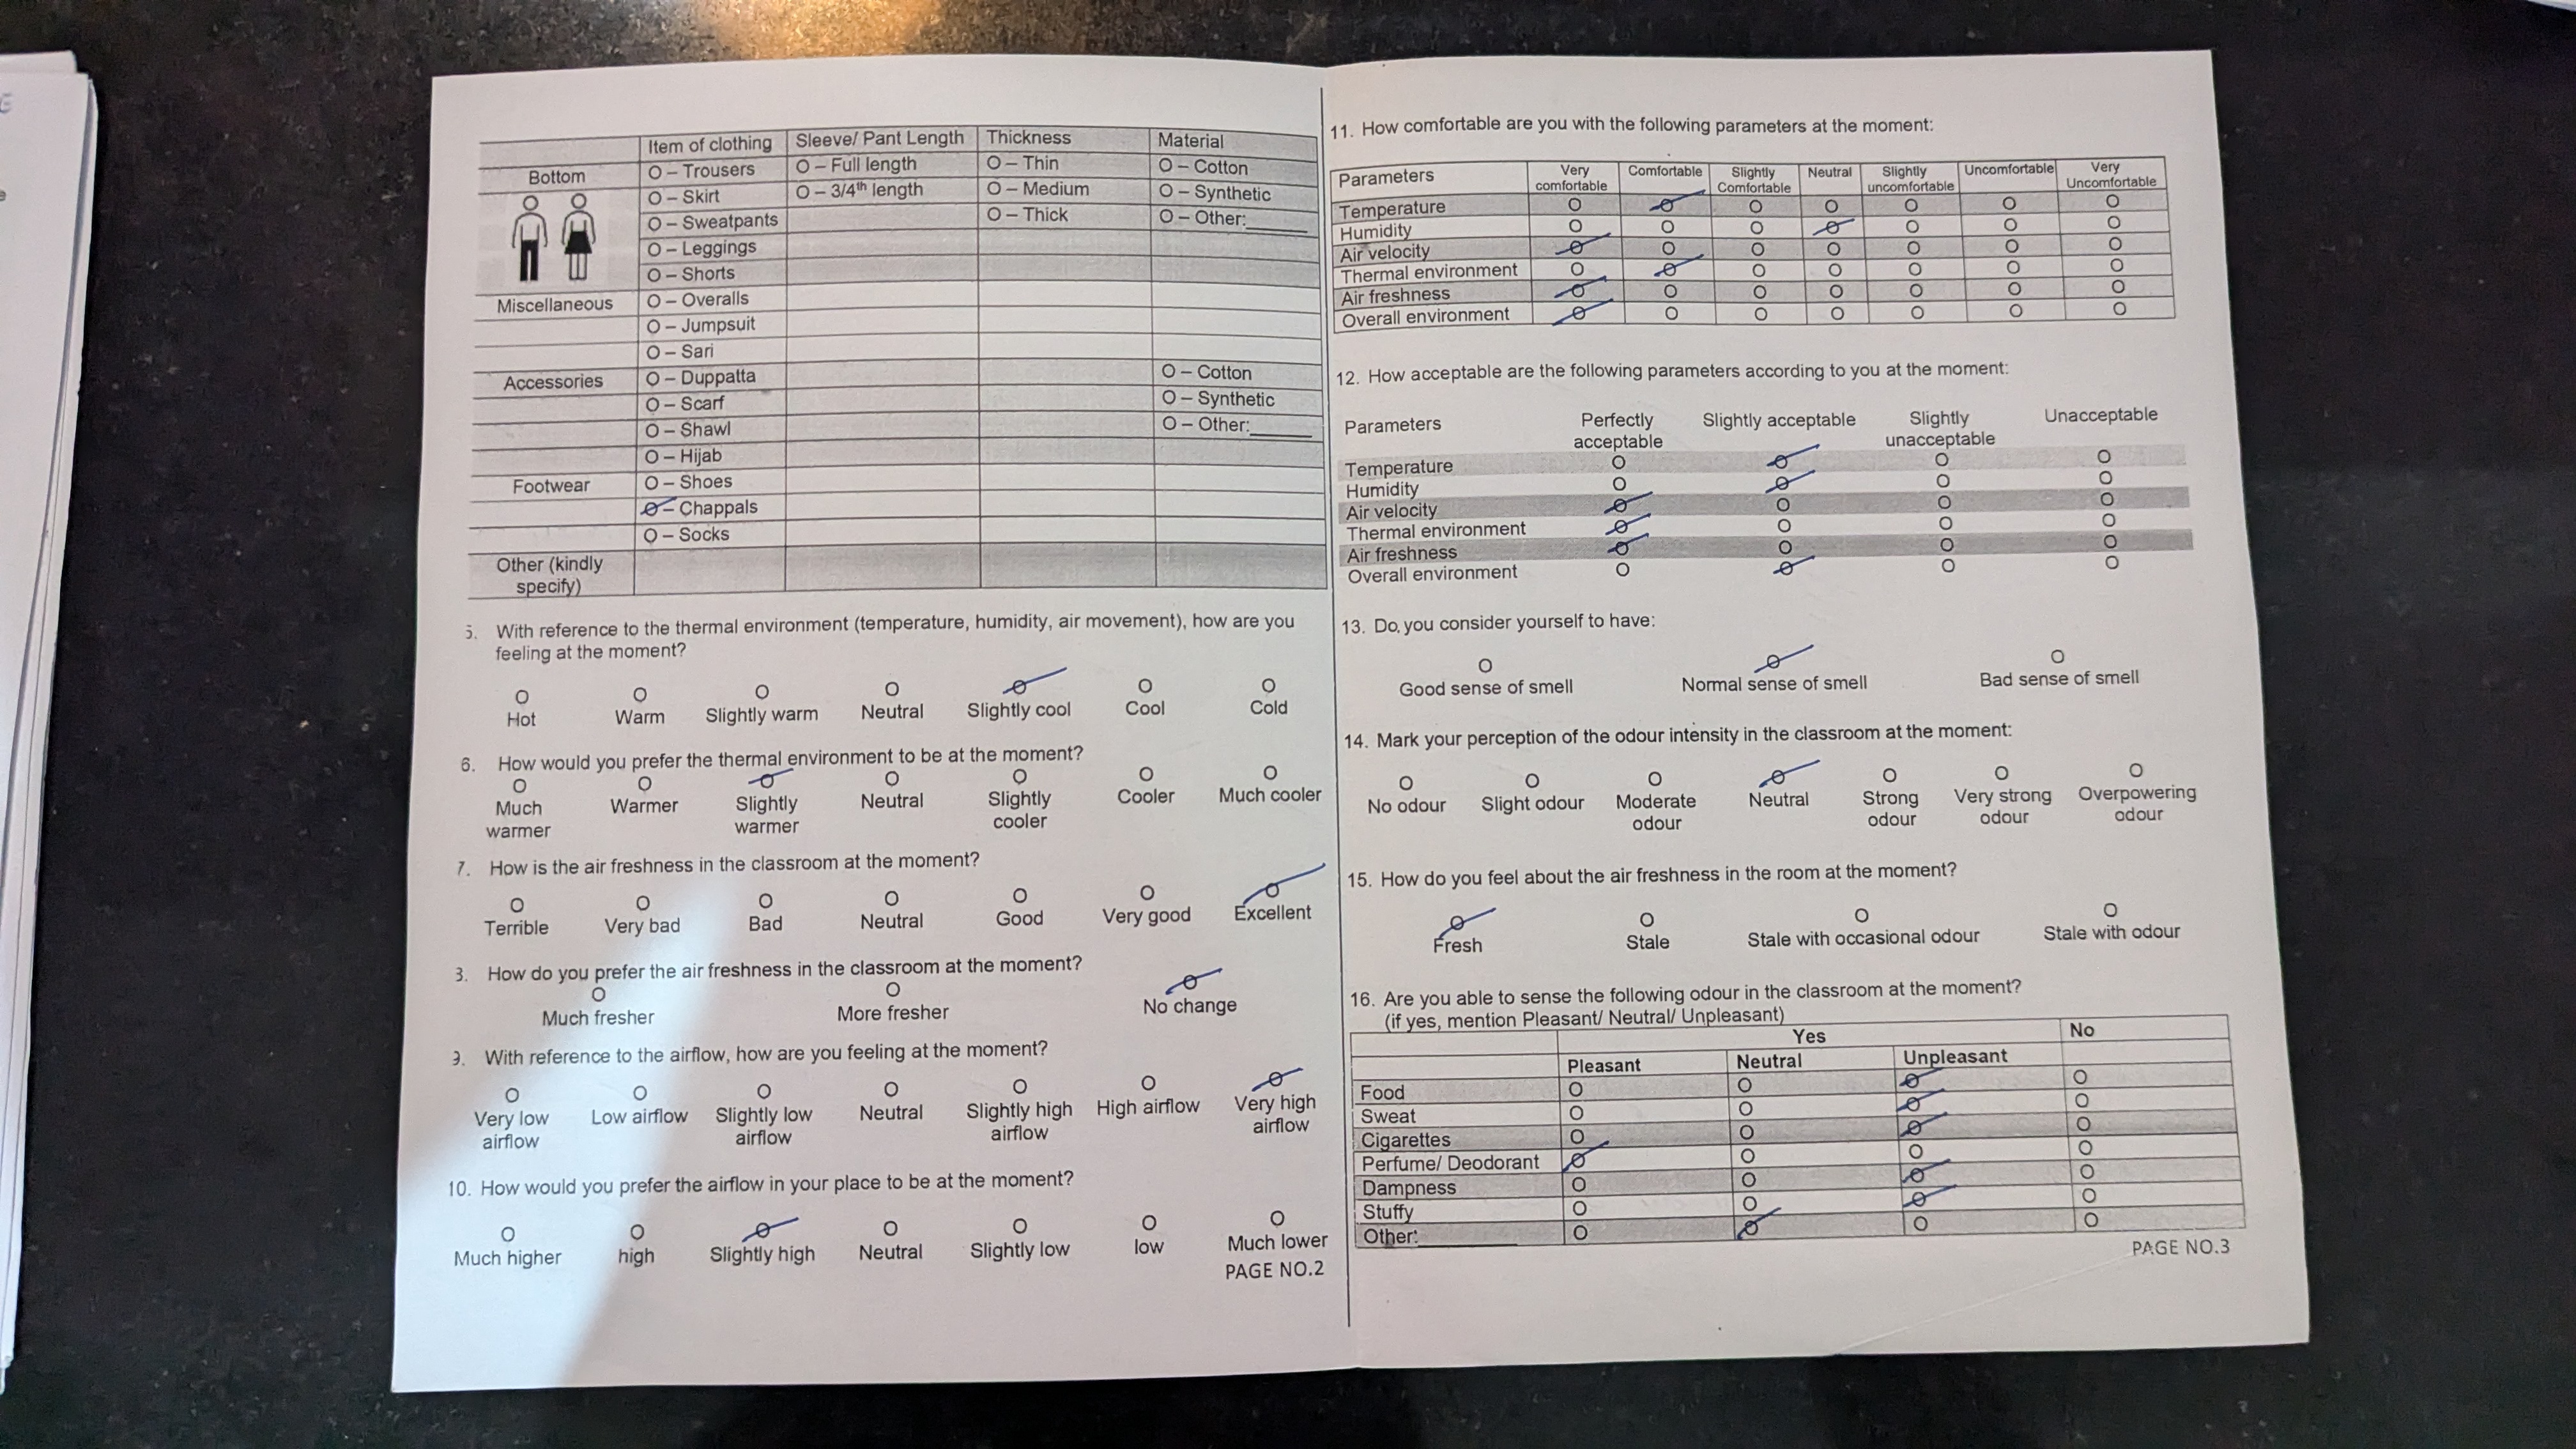 Item of clothing Sleeve/ Pant Length Thickness Material
Bottom O – Trousers O – Full length O – Thin O – Cotton
O – Skirt O – 3/4th length O – Medium O – Synthetic
O – Sweatpants O – Thick O – Other:______
O – Leggings
O – Shorts
Miscellaneous O – Overalls
O – Jumpsuit
O – Sari
Accessories O – Duppatta O – Cotton
O – Scarf O – Synthetic
O – Shawl O – Other:______
O – Hijab
Footwear O – Shoes
O – Chappals
O – Socks
Other (kindly
specify)
5. With reference to the thermal environment (temperature, humidity, air movement), how are you
feeling at the moment?
O O O O O O O
Hot Warm Slightly warm Neutral Slightly cool Cool Cold
6. How would you prefer the thermal environment to be at the moment?
O O O O O O O
Much Warmer Slightly Neutral Slightly Cooler Much cooler
warmer warmer cooler
7. How is the air freshness in the classroom at the moment?
O O O O O O O
Terrible Very bad Bad Neutral Good Very good Excellent
3. How do you prefer the air freshness in the classroom at the moment?
O O O
Much fresher More fresher No change
9. With reference to the airflow, how are you feeling at the moment?
O O O O O O O
Very low Low airflow Slightly low Neutral Slightly high High airflow Very high
airflow airflow airflow airflow
10. How would you prefer the airflow in your place to be at the moment?
O O O O O O O
Much higher high Slightly high Neutral Slightly low low Much lower
PAGE NO.2
11. How comfortable are you with the following parameters at the moment:
Parameters Very Comfortable Slightly Neutral Slightly Uncomfortable Very
comfortable Comfortable uncomfortable Uncomfortable
Temperature O O O O O O O
Humidity O O O O O O O
Air velocity O O O O O O O
Thermal environment O O O O O O O
Air freshness O O O O O O O
Overall environment O O O O O O O
12. How acceptable are the following parameters according to you at the moment:
Parameters Perfectly Slightly acceptable Slightly Unacceptable
acceptable unacceptable
Temperature O O O O
Humidity O O O O
Air velocity O O O O
Thermal environment O O O O
Air freshness O O O O
Overall environment O O O O
13. Do you consider yourself to have:
O O O
Good sense of smell Normal sense of smell Bad sense of smell
14. Mark your perception of the odour intensity in the classroom at the moment:
O O O O O O O
No odour Slight odour Moderate Neutral Strong Very strong Overpowering
odour odour odour odour
15. How do you feel about the air freshness in the room at the moment?
O O O O
Fresh Stale Stale with occasional odour Stale with odour
16. Are you able to sense the following odour in the classroom at the moment?
(if yes, mention Pleasant/ Neutral/ Unpleasant)
Yes No
Pleasant Neutral Unpleasant
Food O O O O
Sweat O O O O
Cigarettes O O O O
Perfume/ Deodorant O O O O
Dampness O O O O
Stuffy O O O O
Other:__________ O O O O
PAGE NO.3